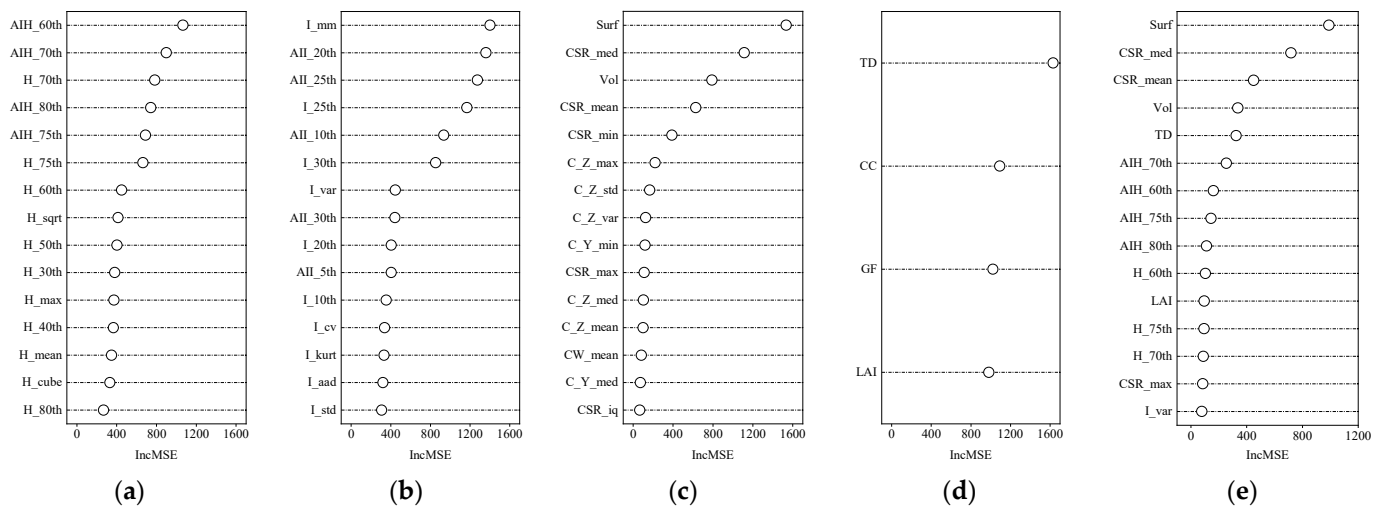 AIH_60th
AIH_70th
H_70th
AIH_80th
AIH_75th
H_75th
H_60th
H_sqrt
H_50th
H_30th
H_max
H_40th
H_mean
H_cube
H_80th
0 400 800 1200 1600
IncMSE
(a)
I_mm
AII_20th
AII_25th
I_25th
AII_10th
I_30th
I_var
AII_30th
I_20th
AII_5th
I_10th
I_cv
I_kurt
I_aad
I_std
0 400 800 1200 1600
IncMSE
(b)
Surf
CSR_med
Vol
CSR_mean
CSR_min
C_Z_max
C_Z_std
C_Z_var
C_Y_min
CSR_max
C_Z_med
C_Z_mean
CW_mean
C_Y_med
CSR_iq
0 400 800 1200 1600
IncMSE
(c)
TD
CC
GF
LAI
0 400 800 1200 1600
IncMSE
(d)
Surf
CSR_med
CSR_mean
Vol
TD
AIH_70th
AIH_60th
AIH_75th
AIH_80th
H_60th
LAI
H_75th
H_70th
CSR_max
I_var
0 400 800 1200
IncMSE
(e)